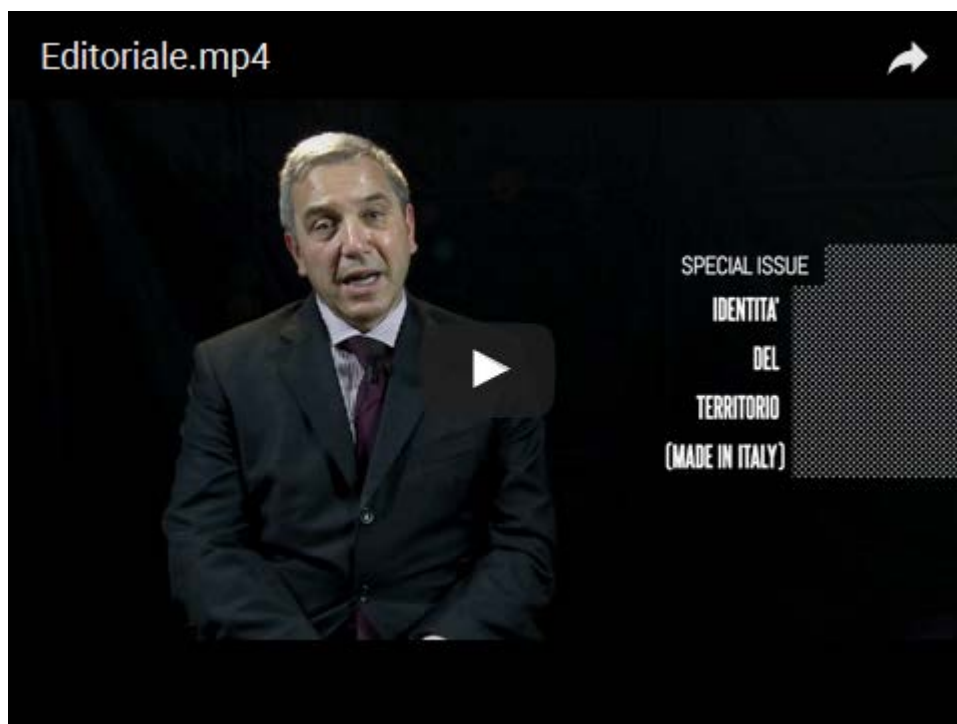 Editoriale.mp4
SPECIAL ISSUE
IDENTITA'
DEL
TERRITORIO
(MADE IN ITALY)